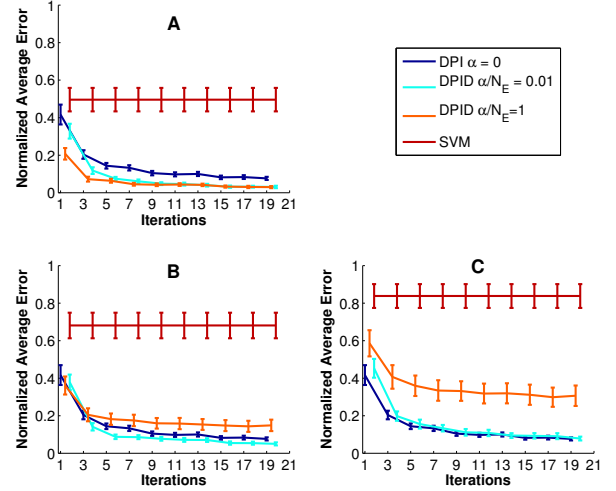 A
Normalized Average Error
1
0.8
0.6
0.4
0.2
0
1 3 5 7 9 11 13 15 17 19 21
Iterations
DPI α = 0
DPID α/N_E = 0.01
DPID α/N_E=1
SVM
B
Normalized Average Error
1
0.8
0.6
0.4
0.2
0
1 3 5 7 9 11 13 15 17 19 21
Iterations
C
Normalized Average Error
1
0.8
0.6
0.4
0.2
0
1 3 5 7 9 11 13 15 17 19 21
Iterations